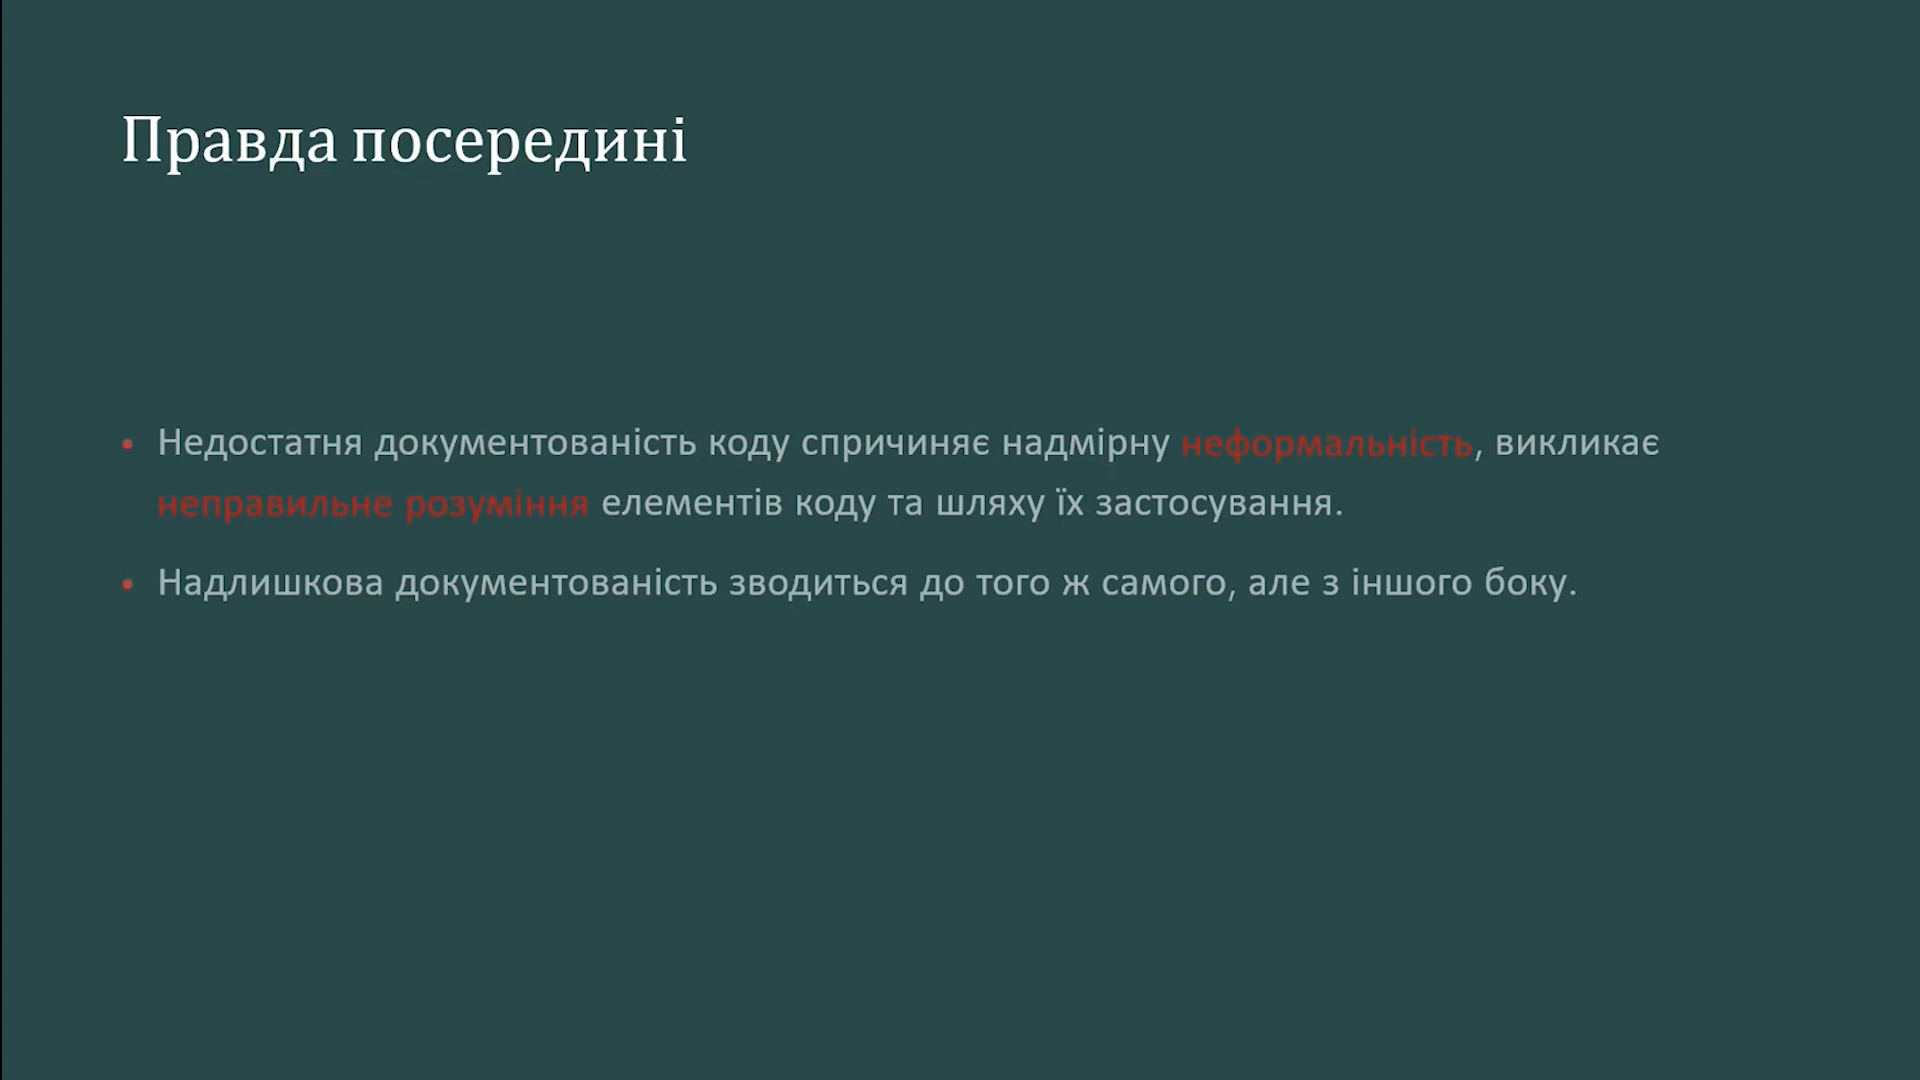 Правда посередині
• Недостатня документованість коду спричиняє надмірну неформальність, викликає
неправильне розуміння елементів коду та шляху їх застосування.
• Надлишкова документованість зводиться до того ж самого, але з іншого боку.